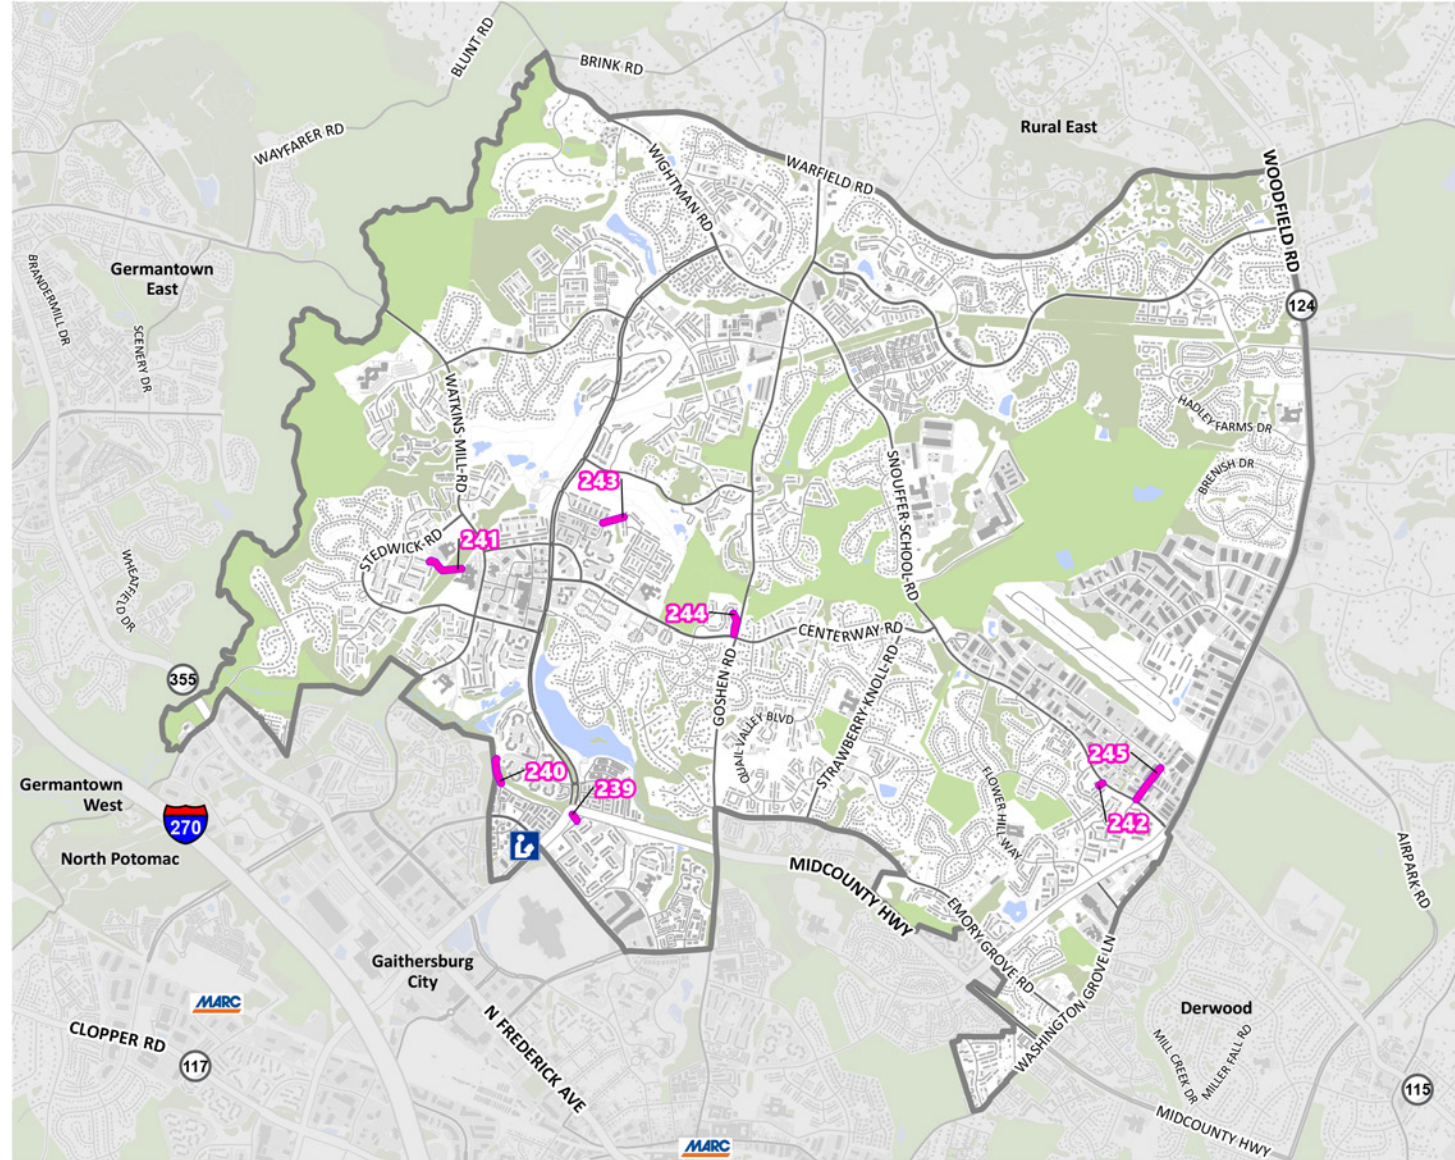 BLUNT RD
BRINK RD
WAYFARER RD
Rural East
WIGHTMAN RD
WARFIELD RD
WOODFIELD RD
124
Germantown
East
BRANDERMILL DR
SCENERY DR
WATKINS MILL RD
HADLEY FARMS DR
BRENISH DR
SNOUFFER SCHOOL RD
243
241
STEDWICK RD
WHEATFIELD DR
244
CENTERWAY RD
355
GOSHEN RD
QUAIL VALLEY BLVD
STRAWBERRY KNOLL RD
FLOWER HILL WAY
245
240
239
242
Germantown
West
270
North Potomac
MIDCOUNTY HWY
AIRPARK RD
EMORY GROVE RD
WASHINGTON GROVE LN
Gaithersburg
City
MARC
N FREDERICK AVE
CLOPPER RD
117
Derwood
MILL CREEK DR
MILLER FALL RD
MIDCOUNTY HWY
115
MARC